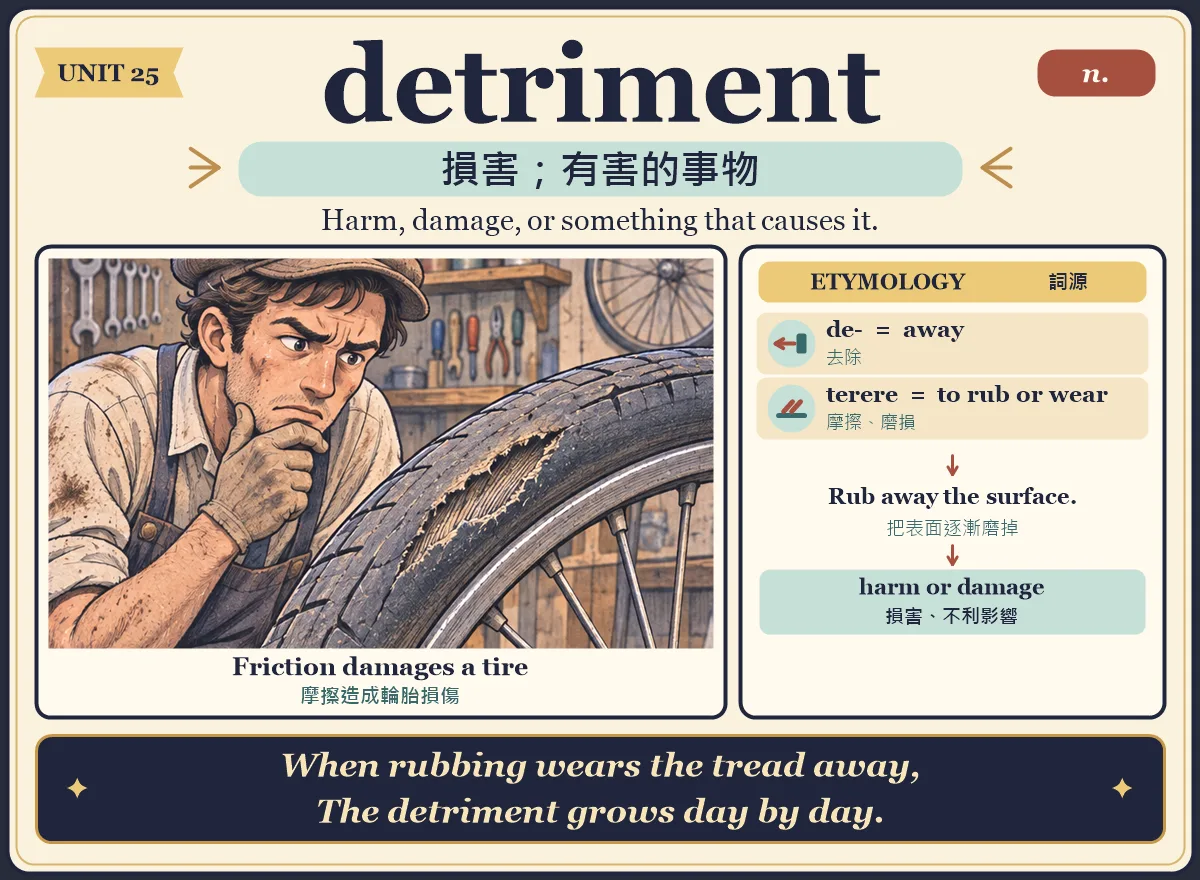 UNIT 25
detriment
n.
損害；有害的事物
Harm, damage, or something that causes it.
Friction damages a tire
摩擦造成輪胎損傷
ETYMOLOGY 詞源
de- = away
去除
terere = to rub or wear
摩擦、磨損
Rub away the surface.
把表面逐漸磨掉
harm or damage
損害、不利影響
When rubbing wears the tread away,
The detriment grows day by day.